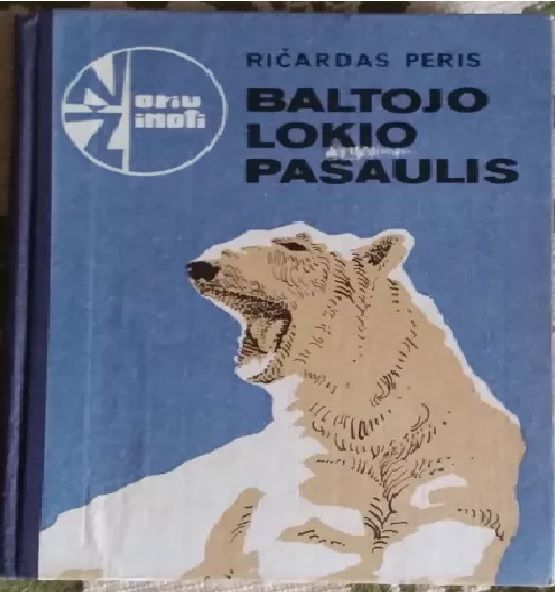 Noriu
Žinoti
RIČARDAS PERIS
BALTOJO
LOKIO
PASAULIS